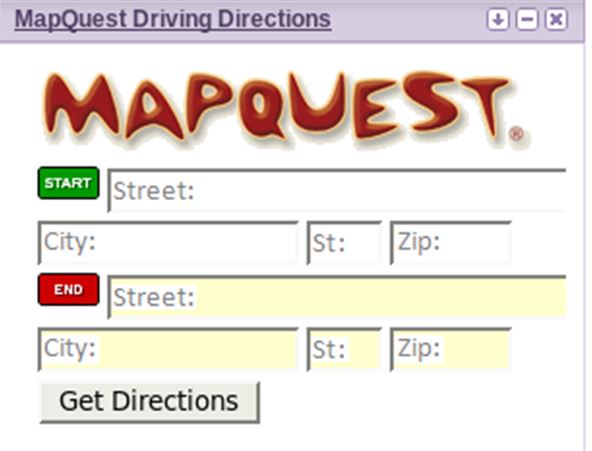 MapQuest Driving Directions
MAPQUEST®
START Street:
City: St: Zip:
END Street:
City: St: Zip:
Get Directions